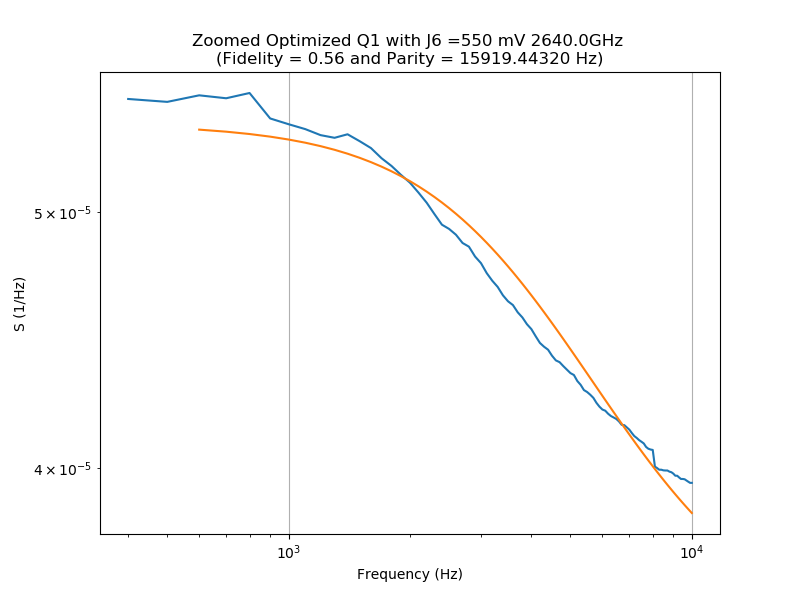 Zoomed Optimized Q1 with J6 =550 mV 2640.0GHz
(Fidelity = 0.56 and Parity = 15919.44320 Hz)
5 × 10⁻⁵
S (1/Hz)
4 × 10⁻⁵
10³ 10⁴
Frequency (Hz)